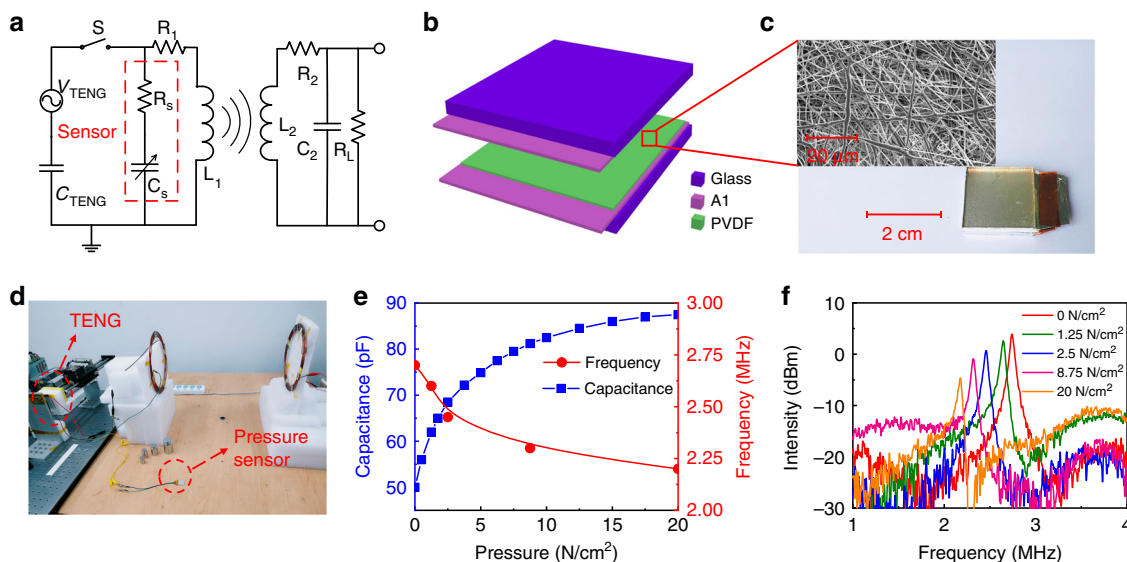 a
S
R1
VTENG
Rs
Sensor
Cs
CTENG
L1
R2
L2
C2
RL
b
Glass
A1
PVDF
c
20 μm
2 cm
d
TENG
Pressure
sensor
e
Capacitance (pF)
90
80
70
60
50
Frequency
Capacitance
3.00
2.75
2.50
2.25
2.00
Frequency (MHz)
0
5
10
15
20
Pressure (N/cm²)
f
Intensity (dBm)
10
0
−10
−20
−30
0 N/cm²
1.25 N/cm²
2.5 N/cm²
8.75 N/cm²
20 N/cm²
1
2
3
4
Frequency (MHz)